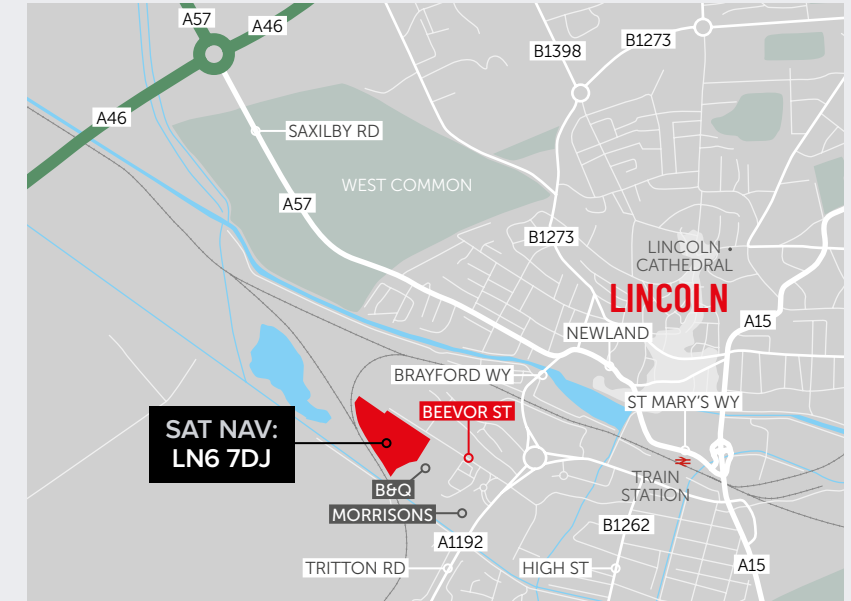 A57
A46
B1398
B1273
A46
SAXILBY RD
WEST COMMON
A57
B1273
LINCOLN
CATHEDRAL
LINCOLN
A15
NEWLAND
BRAYFORD WY
ST MARY'S WY
BEEVOR ST
SAT NAV:
LN6 7DJ
TRAIN
STATION
B&Q
MORRISONS
B1262
A1192
TRITTON RD
HIGH ST
A15